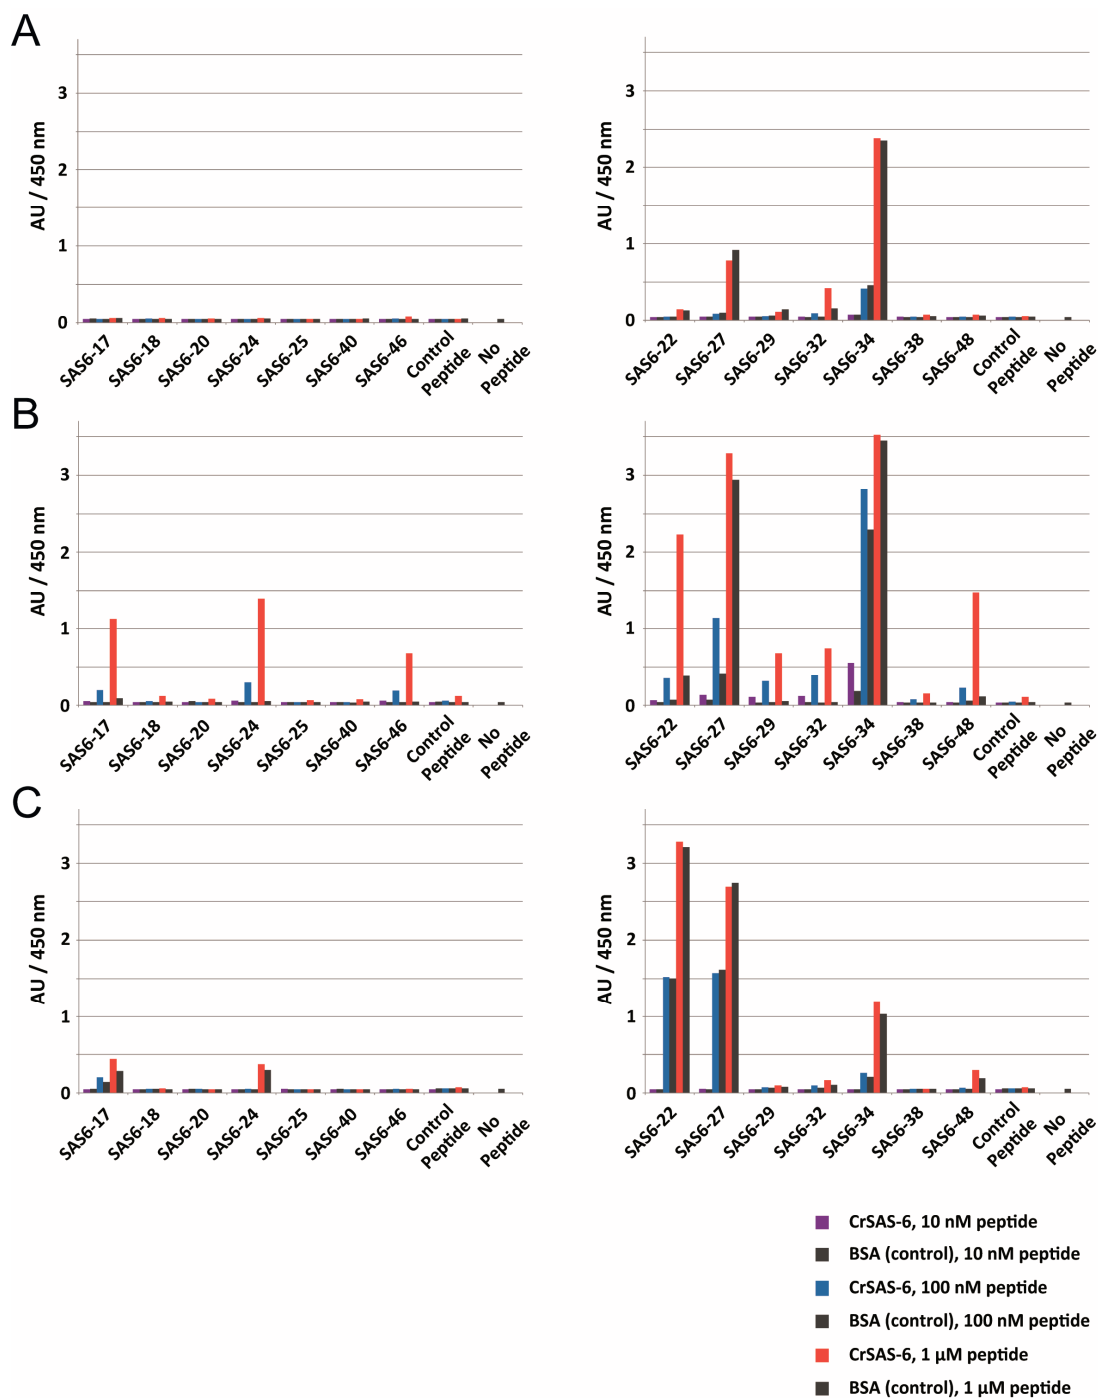 A
AU / 450 nm
3
2
1
0
SAS6-17
SAS6-18
SAS6-20
SAS6-24
SAS6-25
SAS6-40
SAS6-46
Control
Peptide
No
Peptide
AU / 450 nm
3
2
1
0
SAS6-22
SAS6-27
SAS6-29
SAS6-32
SAS6-34
SAS6-38
SAS6-48
Control
Peptide
No
Peptide
B
AU / 450 nm
3
2
1
0
SAS6-17
SAS6-18
SAS6-20
SAS6-24
SAS6-25
SAS6-40
SAS6-46
Control
Peptide
No
Peptide
AU / 450 nm
3
2
1
0
SAS6-22
SAS6-27
SAS6-29
SAS6-32
SAS6-34
SAS6-38
SAS6-48
Control
Peptide
No
Peptide
C
AU / 450 nm
3
2
1
0
SAS6-17
SAS6-18
SAS6-20
SAS6-24
SAS6-25
SAS6-40
SAS6-46
Control
Peptide
No
Peptide
AU / 450 nm
3
2
1
0
SAS6-22
SAS6-27
SAS6-29
SAS6-32
SAS6-34
SAS6-38
SAS6-48
Control
Peptide
No
Peptide
CrSAS-6, 10 nM peptide
BSA (control), 10 nM peptide
CrSAS-6, 100 nM peptide
BSA (control), 100 nM peptide
CrSAS-6, 1 µM peptide
BSA (control), 1 µM peptide